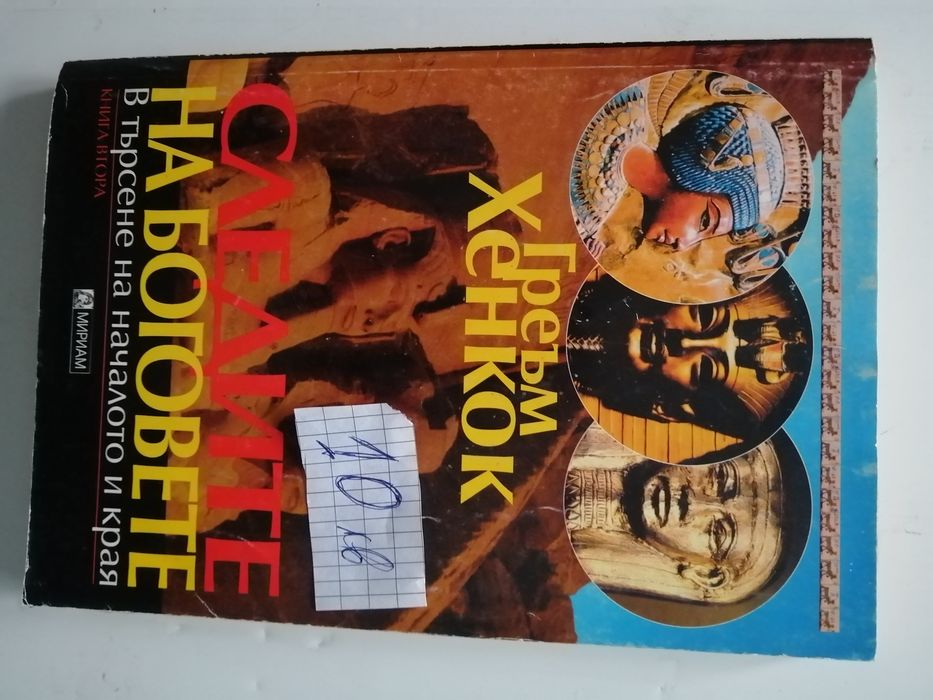 Греъм
Хенкок
СЛЕДИТЕ
НА БОГОВЕТЕ
В търсене на началото и края
КНИГА ВТОРА
МИРИАМ
10 лв